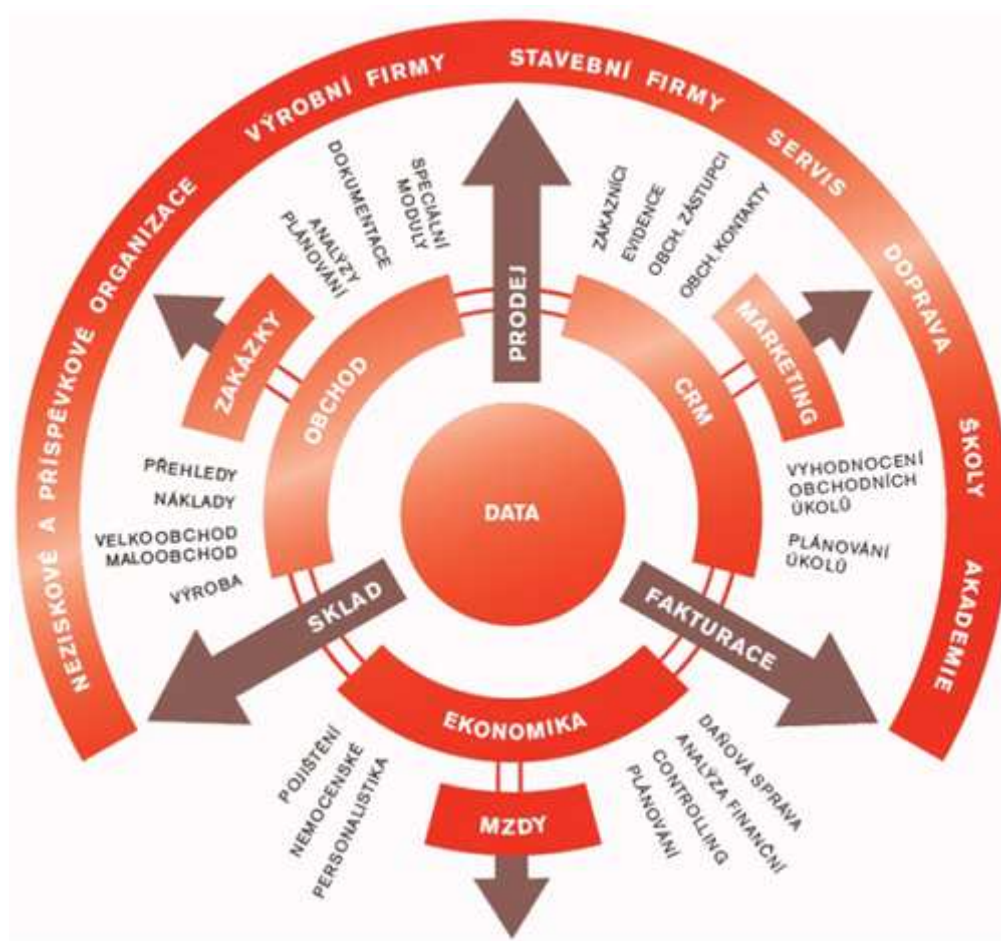 NEZISKOVÉ A PŘÍSPĚVKOVÉ ORGANIZACE
VÝROBNÍ FIRMY
STAVEBNÍ FIRMY
SERVIS
DOPRAVA
ŠKOLY
AKADEMIE
PLÁNOVÁNÍ
ANALÝZY
DOKUMENTACE
SPECIÁLNÍ
MODULY
PRODEJ
ZÁKAZNÍCI
EVIDENCE
OBCH. ZÁSTUPCI
OBCH. KONTAKTY
ZAKÁZKY
OBCHOD
CRM
MARKETING
DATA
PŘEHLEDY
NÁKLADY
VELKOOBCHOD
MALOOBCHOD
VÝROBA
VYHODNOCENÍ
OBCHODNÍCH
ÚKOLŮ
PLÁNOVÁNÍ
ÚKOLŮ
SKLAD
FAKTURACE
EKONOMIKA
POJIŠTĚNÍ
NEMOCENSKÉ
PERSONALISTIKA
MZDY
DAŇOVÁ SPRÁVA
ANALÝZA FINANČNÍ
CONTROLLING
PLÁNOVÁNÍ